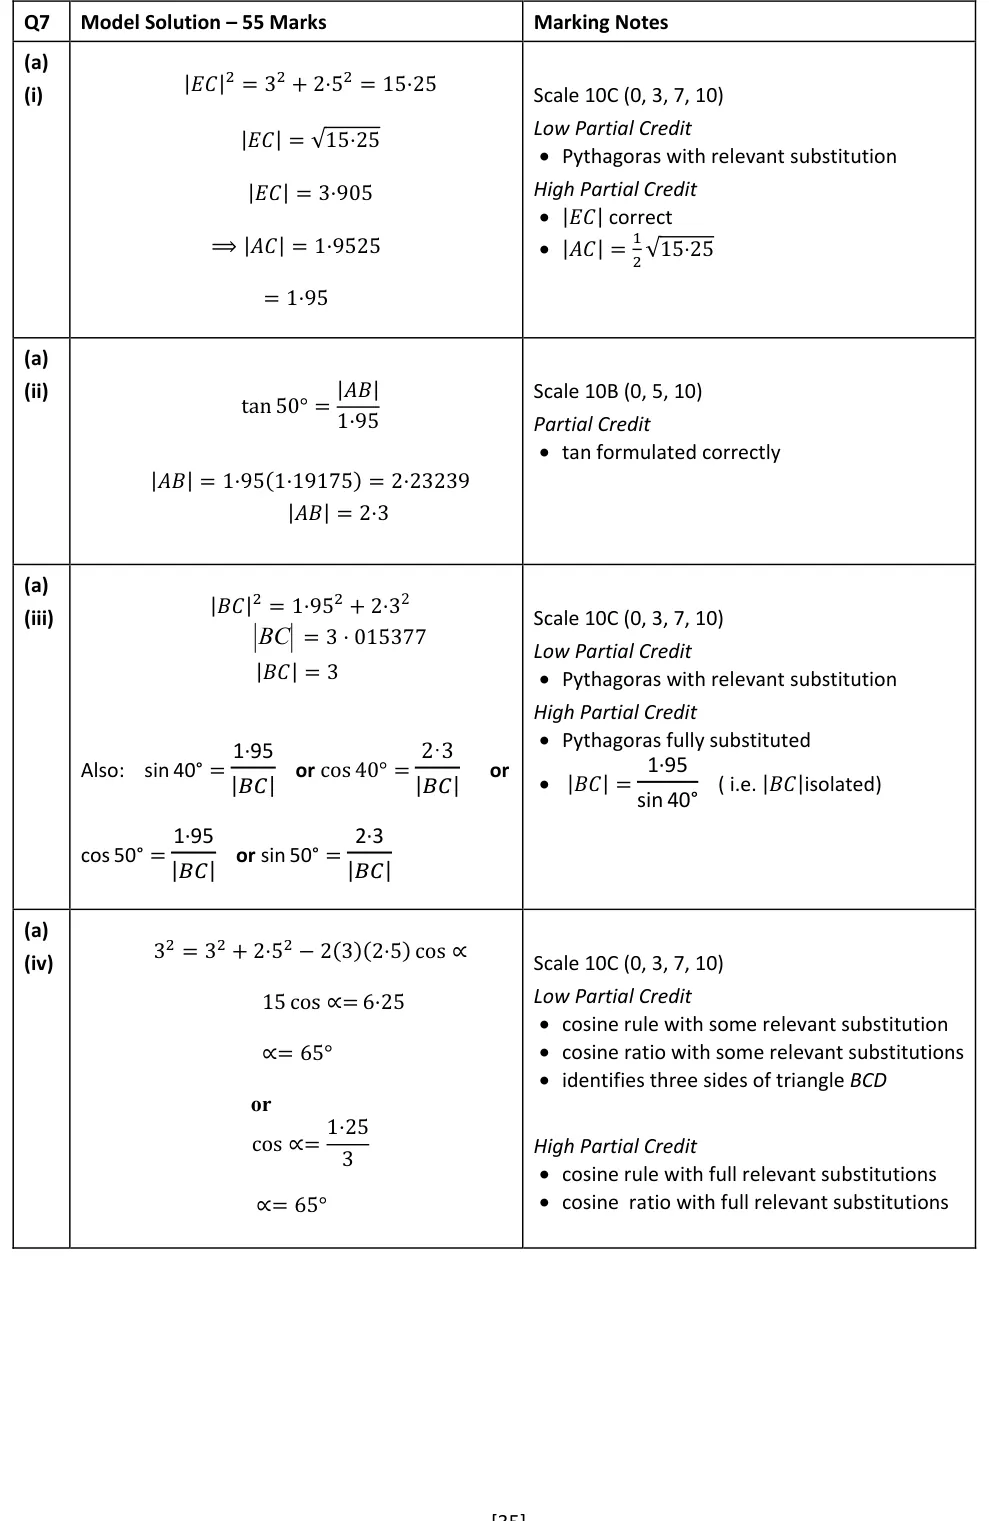 Q7 Model Solution – 55 Marks Marking Notes
(a)
(i)
|EC|² = 3² + 2·5² = 15·25
|EC| = √15·25
|EC| = 3·905
⟹ |AC| = 1·9525
= 1·95
Scale 10C (0, 3, 7, 10)
Low Partial Credit
• Pythagoras with relevant substitution
High Partial Credit
• |EC| correct
• |AC| = 1/2 √15·25
(a)
(ii)
tan 50° = |AB|/1·95
|AB| = 1·95(1·19175) = 2·23239
|AB| = 2·3
Scale 10B (0, 5, 10)
Partial Credit
• tan formulated correctly
(a)
(iii)
|BC|² = 1·95² + 2·3²
|BC| = 3 · 015377
|BC| = 3
Also: sin 40° = 1·95/|BC| or cos 40° = 2·3/|BC| or
cos 50° = 1·95/|BC| or sin 50° = 2·3/|BC|
Scale 10C (0, 3, 7, 10)
Low Partial Credit
• Pythagoras with relevant substitution
High Partial Credit
• Pythagoras fully substituted
• |BC| = 1·95/sin 40° ( i.e. |BC|isolated)
(a)
(iv)
3² = 3² + 2·5² − 2(3)(2·5) cos ∝
15 cos ∝= 6·25
∝= 65°
or
cos ∝= 1·25/3
∝= 65°
Scale 10C (0, 3, 7, 10)
Low Partial Credit
• cosine rule with some relevant substitution
• cosine ratio with some relevant substitutions
• identifies three sides of triangle BCD
High Partial Credit
• cosine rule with full relevant substitutions
• cosine ratio with full relevant substitutions